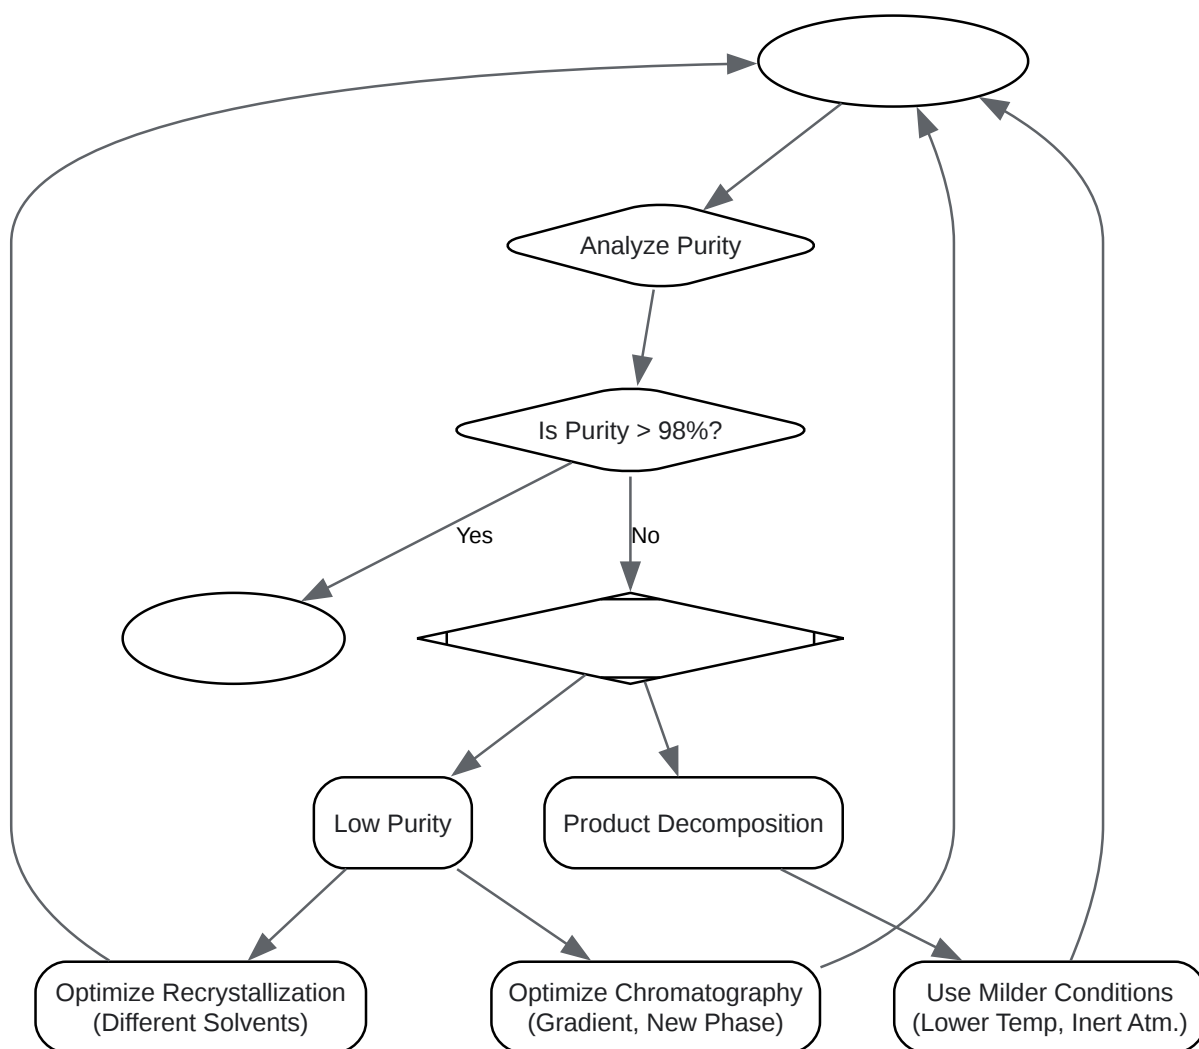 Analyze Purity
Is Purity > 98%?
Yes
No
Low Purity
Product Decomposition
Optimize Recrystallization
(Different Solvents)
Optimize Chromatography
(Gradient, New Phase)
Use Milder Conditions
(Lower Temp, Inert Atm.)